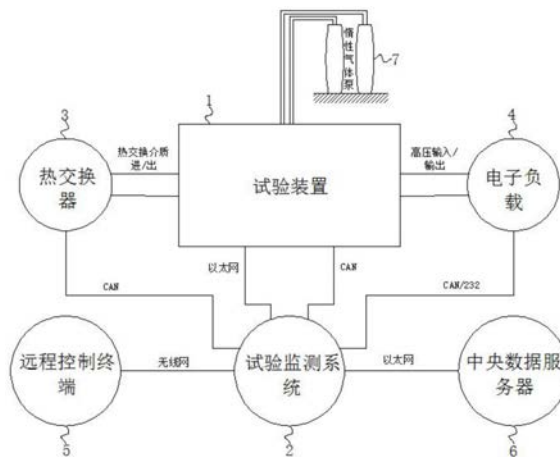 惰性气体泵
7
1
3
4
热交换介质
进/出
高压输入/
输出
热交换
器
试验装置
电子负
载
以太网
CAN
CAN
CAN/232
远程控制终
端
无线网
试验监测系
统
以太网
中央数据服
务器
5
2
6